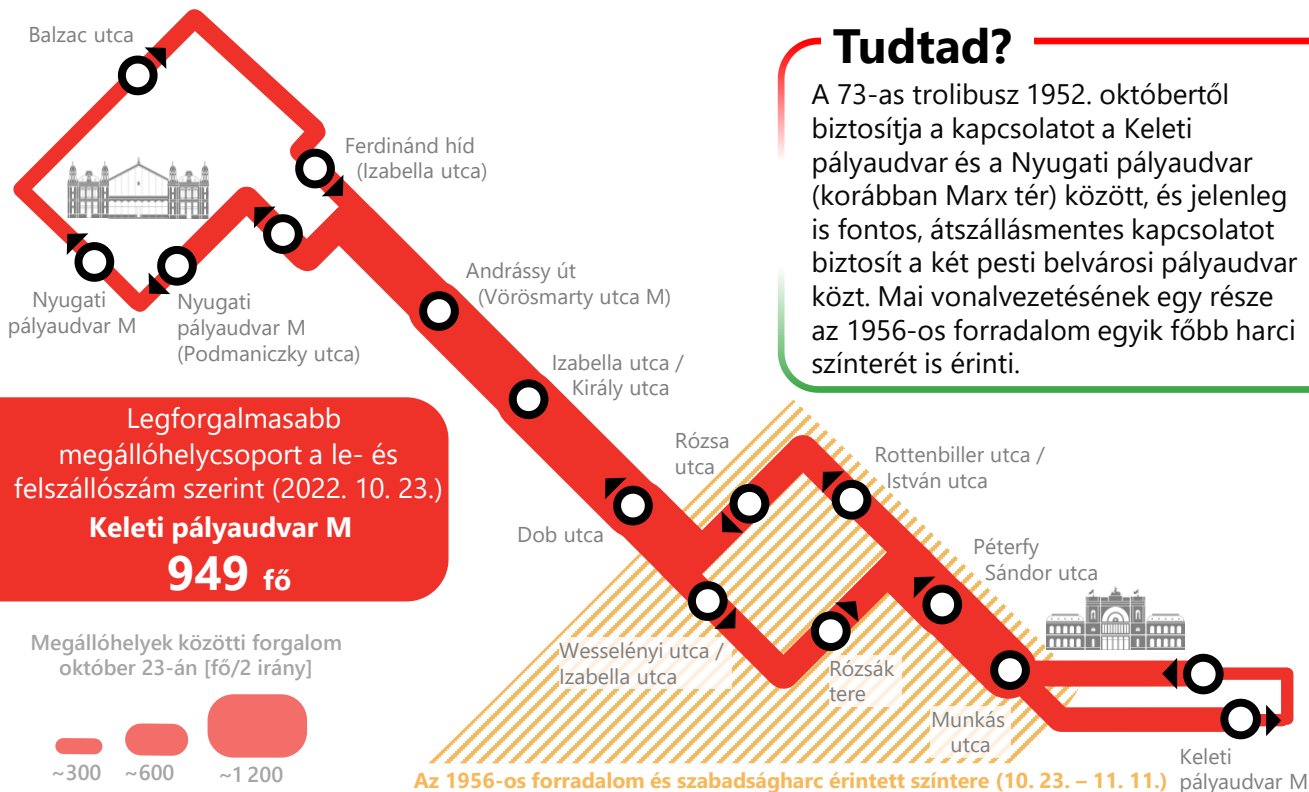 Balzac utca
Ferdinánd híd
(Izabella utca)
Nyugati
pályaudvar M
Nyugati
pályaudvar M
(Podmaniczky utca)
Andrássy út
(Vörösmarty utca M)
Izabella utca /
Király utca
Tudtad?
A 73-as trolibusz 1952. októbertől
biztosítja a kapcsolatot a Keleti
pályaudvar és a Nyugati pályaudvar
(korábban Marx tér) között, és jelenleg
is fontos, átszállásmentes kapcsolatot
biztosít a két pesti belvárosi pályaudvar
közt. Mai vonalvezetésének egy része
az 1956-os forradalom egyik főbb harci
színterét is érinti.
Legforgalmasabb
megállóhelycsoport a le- és
felszállószám szerint (2022. 10. 23.)
Keleti pályaudvar M
949 fő
Rózsa
utca
Rottenbiller utca /
István utca
Dob utca
Péterfy
Sándor utca
Wesselényi utca /
Izabella utca
Rózsák
tere
Munkás
utca
Keleti
pályaudvar M
Megállóhelyek közötti forgalom
október 23-án [fő/2 irány]
~300 ~600 ~1 200
Az 1956-os forradalom és szabadságharc érintett színtere (10. 23. – 11. 11.)